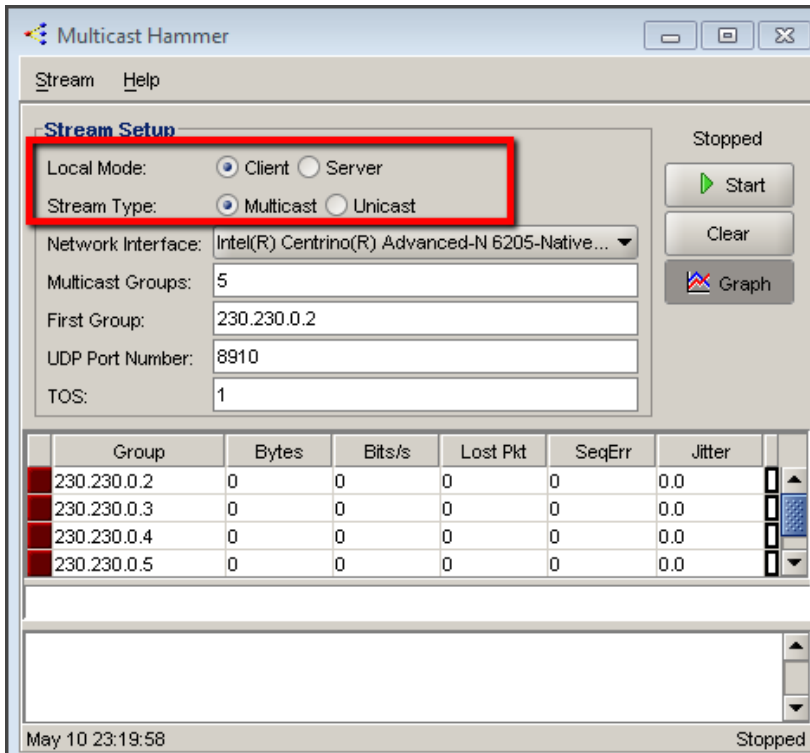 Multicast Hammer
Stream Help
Stream Setup
Local Mode: Client Server
Stream Type: Multicast Unicast
Network Interface: Intel(R) Centrino(R) Advanced-N 6205-Native...
Multicast Groups: 5
First Group: 230.230.0.2
UDP Port Number: 8910
TOS: 1
Stopped
Start
Clear
Graph
Group Bytes Bits/s Lost Pkt SeqErr Jitter
230.230.0.2 0 0 0 0 0.0
230.230.0.3 0 0 0 0 0.0
230.230.0.4 0 0 0 0 0.0
230.230.0.5 0 0 0 0 0.0
May 10 23:19:58 Stopped